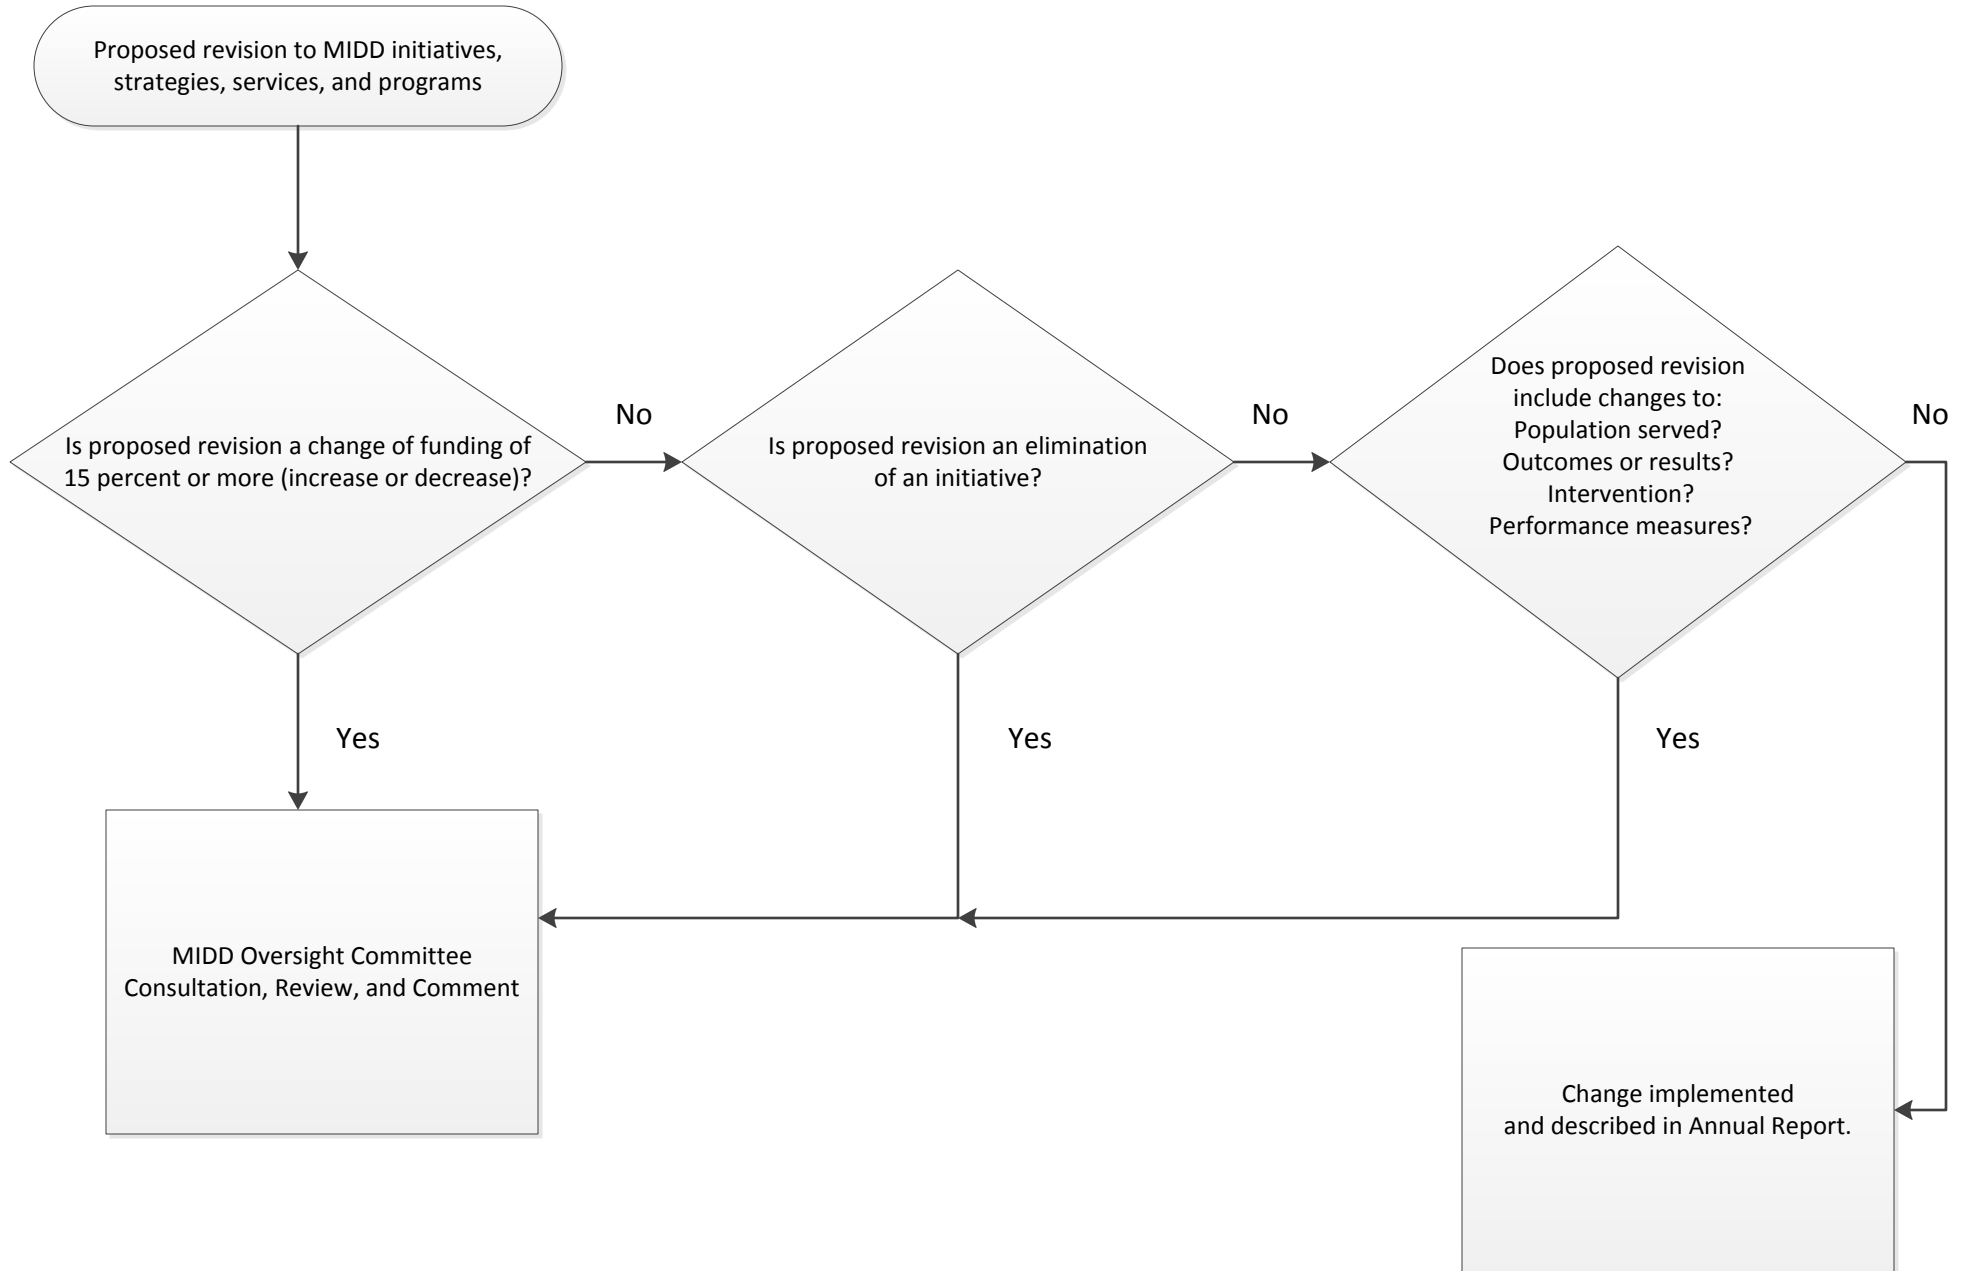 Proposed revision to MIDD initiatives,
strategies, services, and programs
Is proposed revision a change of funding of
15 percent or more (increase or decrease)?
No
Is proposed revision an elimination
of an initiative?
No
Does proposed revision
include changes to:
Population served?
Outcomes or results?
Intervention?
Performance measures?
No
Yes
Yes
Yes
MIDD Oversight Committee
Consultation, Review, and Comment
Change implemented
and described in Annual Report.